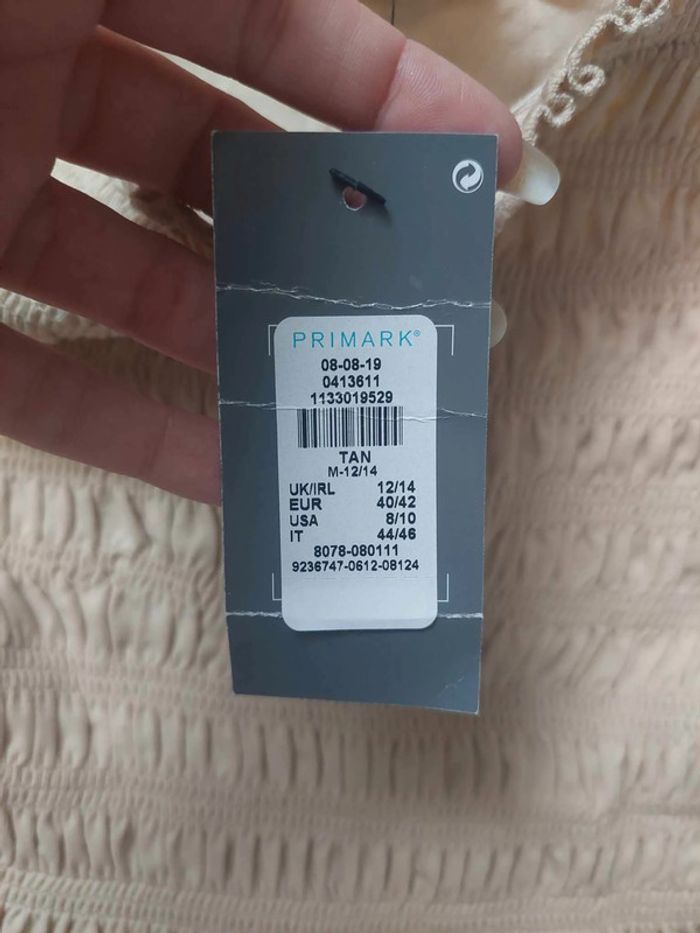 PRIMARK®
08-08-19
0413611
1133019529
TAN
M-12/14
UK/IRL 12/14
EUR 40/42
USA 8/10
IT 44/46
8078-080111
9236747-0612-08124